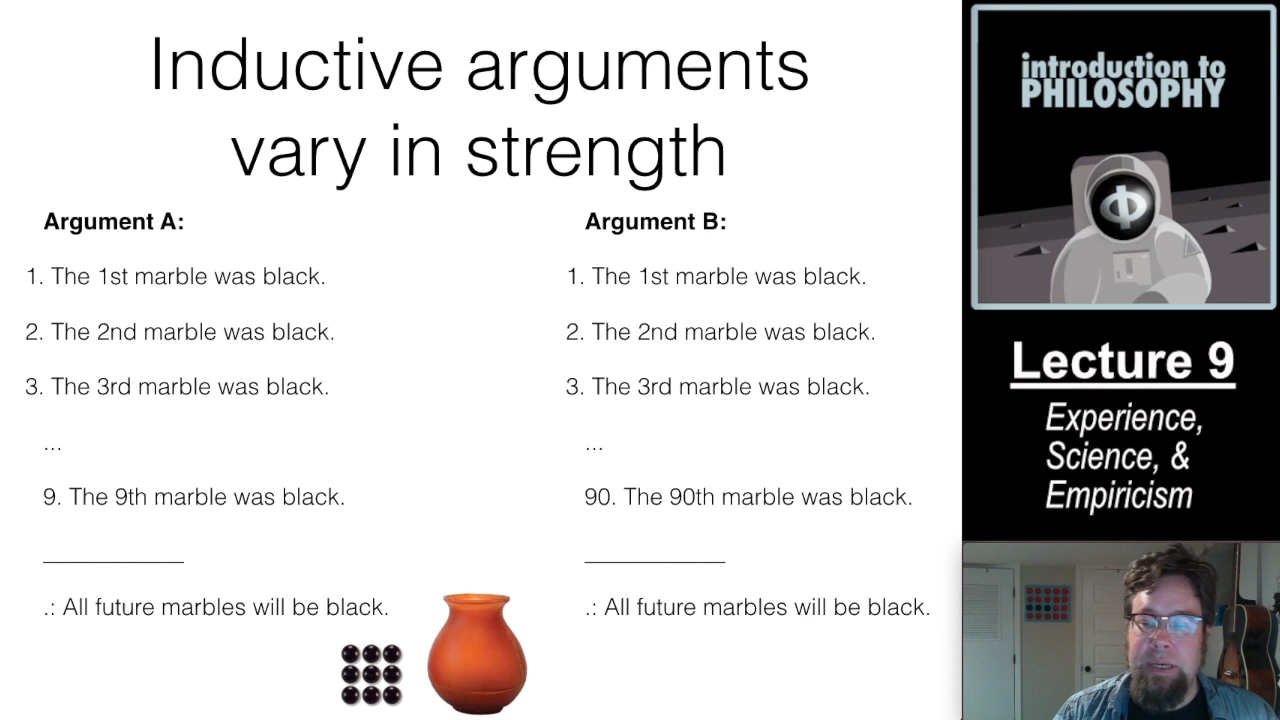 Inductive arguments
vary in strength
Argument A:
1. The 1st marble was black.
2. The 2nd marble was black.
3. The 3rd marble was black.
...
9. The 9th marble was black.
____________
.: All future marbles will be black.
Argument B:
1. The 1st marble was black.
2. The 2nd marble was black.
3. The 3rd marble was black.
...
90. The 90th marble was black.
____________
.: All future marbles will be black.
introduction to
PHILOSOPHY
Φ
Lecture 9
Experience,
Science, &
Empiricism